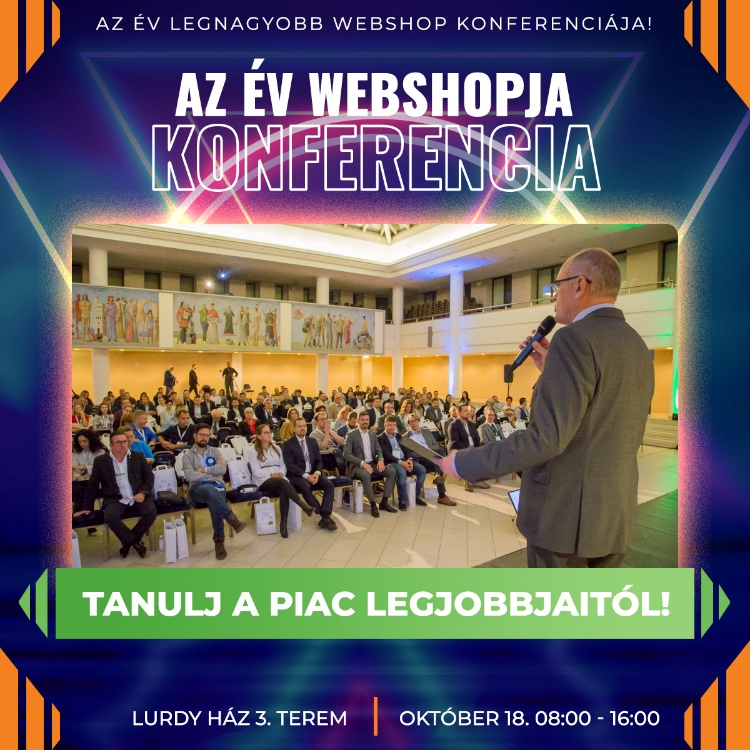 AZ ÉV LEGNAGYOBB WEBSHOP KONFERENCIÁJA!
AZ ÉV WEBSHOPJA
KONFERENCIA
TANULJ A PIAC LEGJOBBJAITÓL!
LURDY HÁZ 3. TEREM | OKTÓBER 18. 08:00 - 16:00